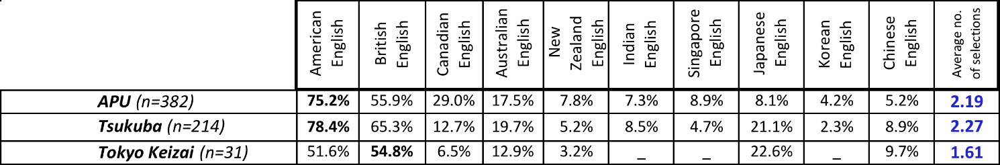 American English British English Canadian English Australian English New Zealand English Indian English Singapore English Japanese English Korean English Chinese English Average no. of selections
APU (n=382) 75.2% 55.9% 29.0% 17.5% 7.8% 7.3% 8.9% 8.1% 4.2% 5.2% 2.19
Tsukuba (n=214) 78.4% 65.3% 12.7% 19.7% 5.2% 8.5% 4.7% 21.1% 2.3% 8.9% 2.27
Tokyo Keizai (n=31) 51.6% 54.8% 6.5% 12.9% 3.2% _ _ 22.6% _ 9.7% 1.61